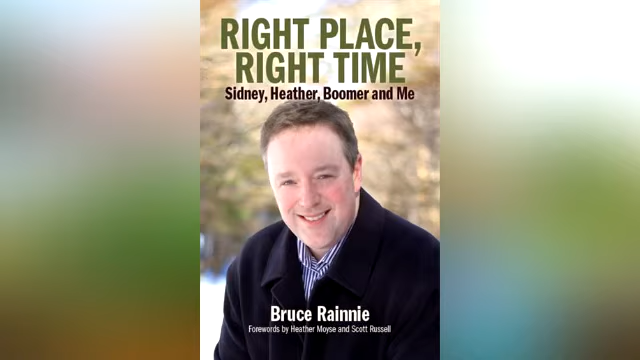 RIGHT PLACE,
RIGHT TIME
Sidney, Heather, Boomer and Me
Bruce Rainnie
Forewords by Heather Moyse and Scott Russell